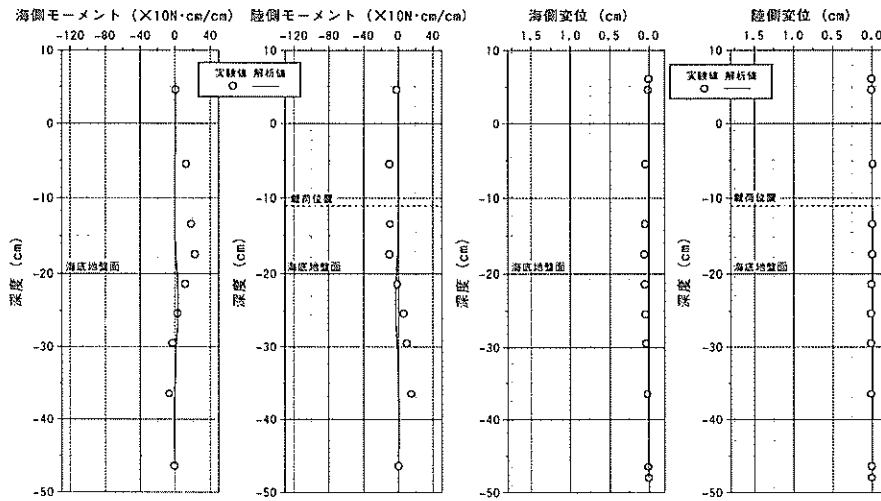 海側モーメント (×10N·cm/cm)
-120 -80 -40 0 40
10
0
-10
-20
-30
-40
-50
深度 (cm)
実験値 解析値
海底地盤面
陸側モーメント (×10N·cm/cm)
-120 -80 -40 0 40
10
0
-10
-20
-30
-40
-50
深度 (cm)
載荷位置
海底地盤面
海側変位 (cm)
1.5 1.0 0.5 0.0
10
0
-10
-20
-30
-40
-50
深度 (cm)
海底地盤面
陸側変位 (cm)
1.5 1.0 0.5 0.0
10
0
-10
-20
-30
-40
-50
深度 (cm)
実験値 解析値
載荷位置
海底地盤面